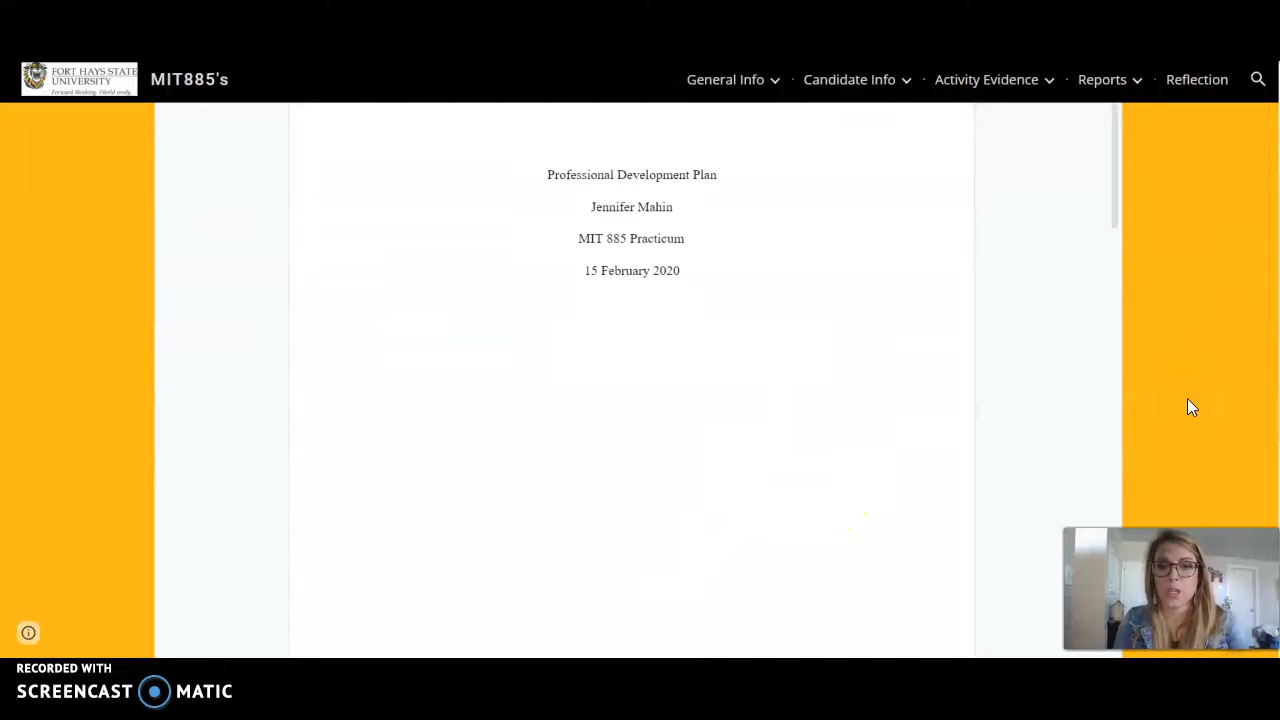 FORT HAYS STATE
UNIVERSITY
Forward thinking. World ready.
MIT885's
General Info
Candidate Info
Activity Evidence
Reports
Reflection
Professional Development Plan
Jennifer Mahin
MIT 885 Practicum
15 February 2020
RECORDED WITH
SCREENCAST MATIC